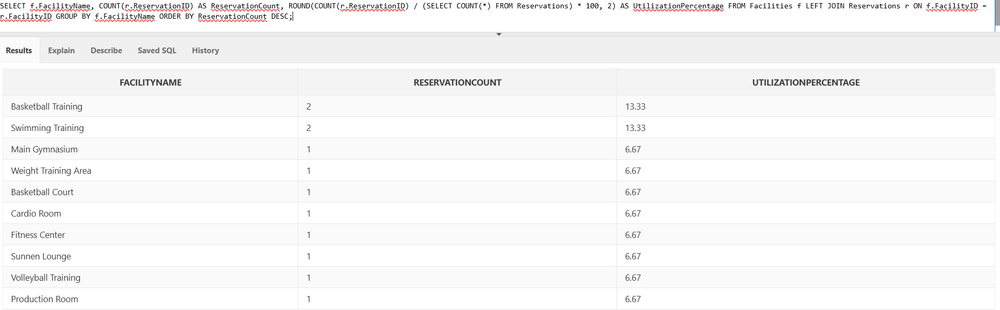 SELECT f.FacilityName, COUNT(r.ReservationID) AS ReservationCount, ROUND(COUNT(r.ReservationID) / (SELECT COUNT(*) FROM Reservations) * 100, 2) AS UtilizationPercentage FROM Facilities f LEFT JOIN Reservations r ON f.FacilityID =
r.FacilityID GROUP BY f.FacilityName ORDER BY ReservationCount DESC;
Results Explain Describe Saved SQL History
FACILITYNAME RESERVATIONCOUNT UTILIZATIONPERCENTAGE
Basketball Training 2 13.33
Swimming Training 2 13.33
Main Gymnasium 1 6.67
Weight Training Area 1 6.67
Basketball Court 1 6.67
Cardio Room 1 6.67
Fitness Center 1 6.67
Sunnen Lounge 1 6.67
Volleyball Training 1 6.67
Production Room 1 6.67